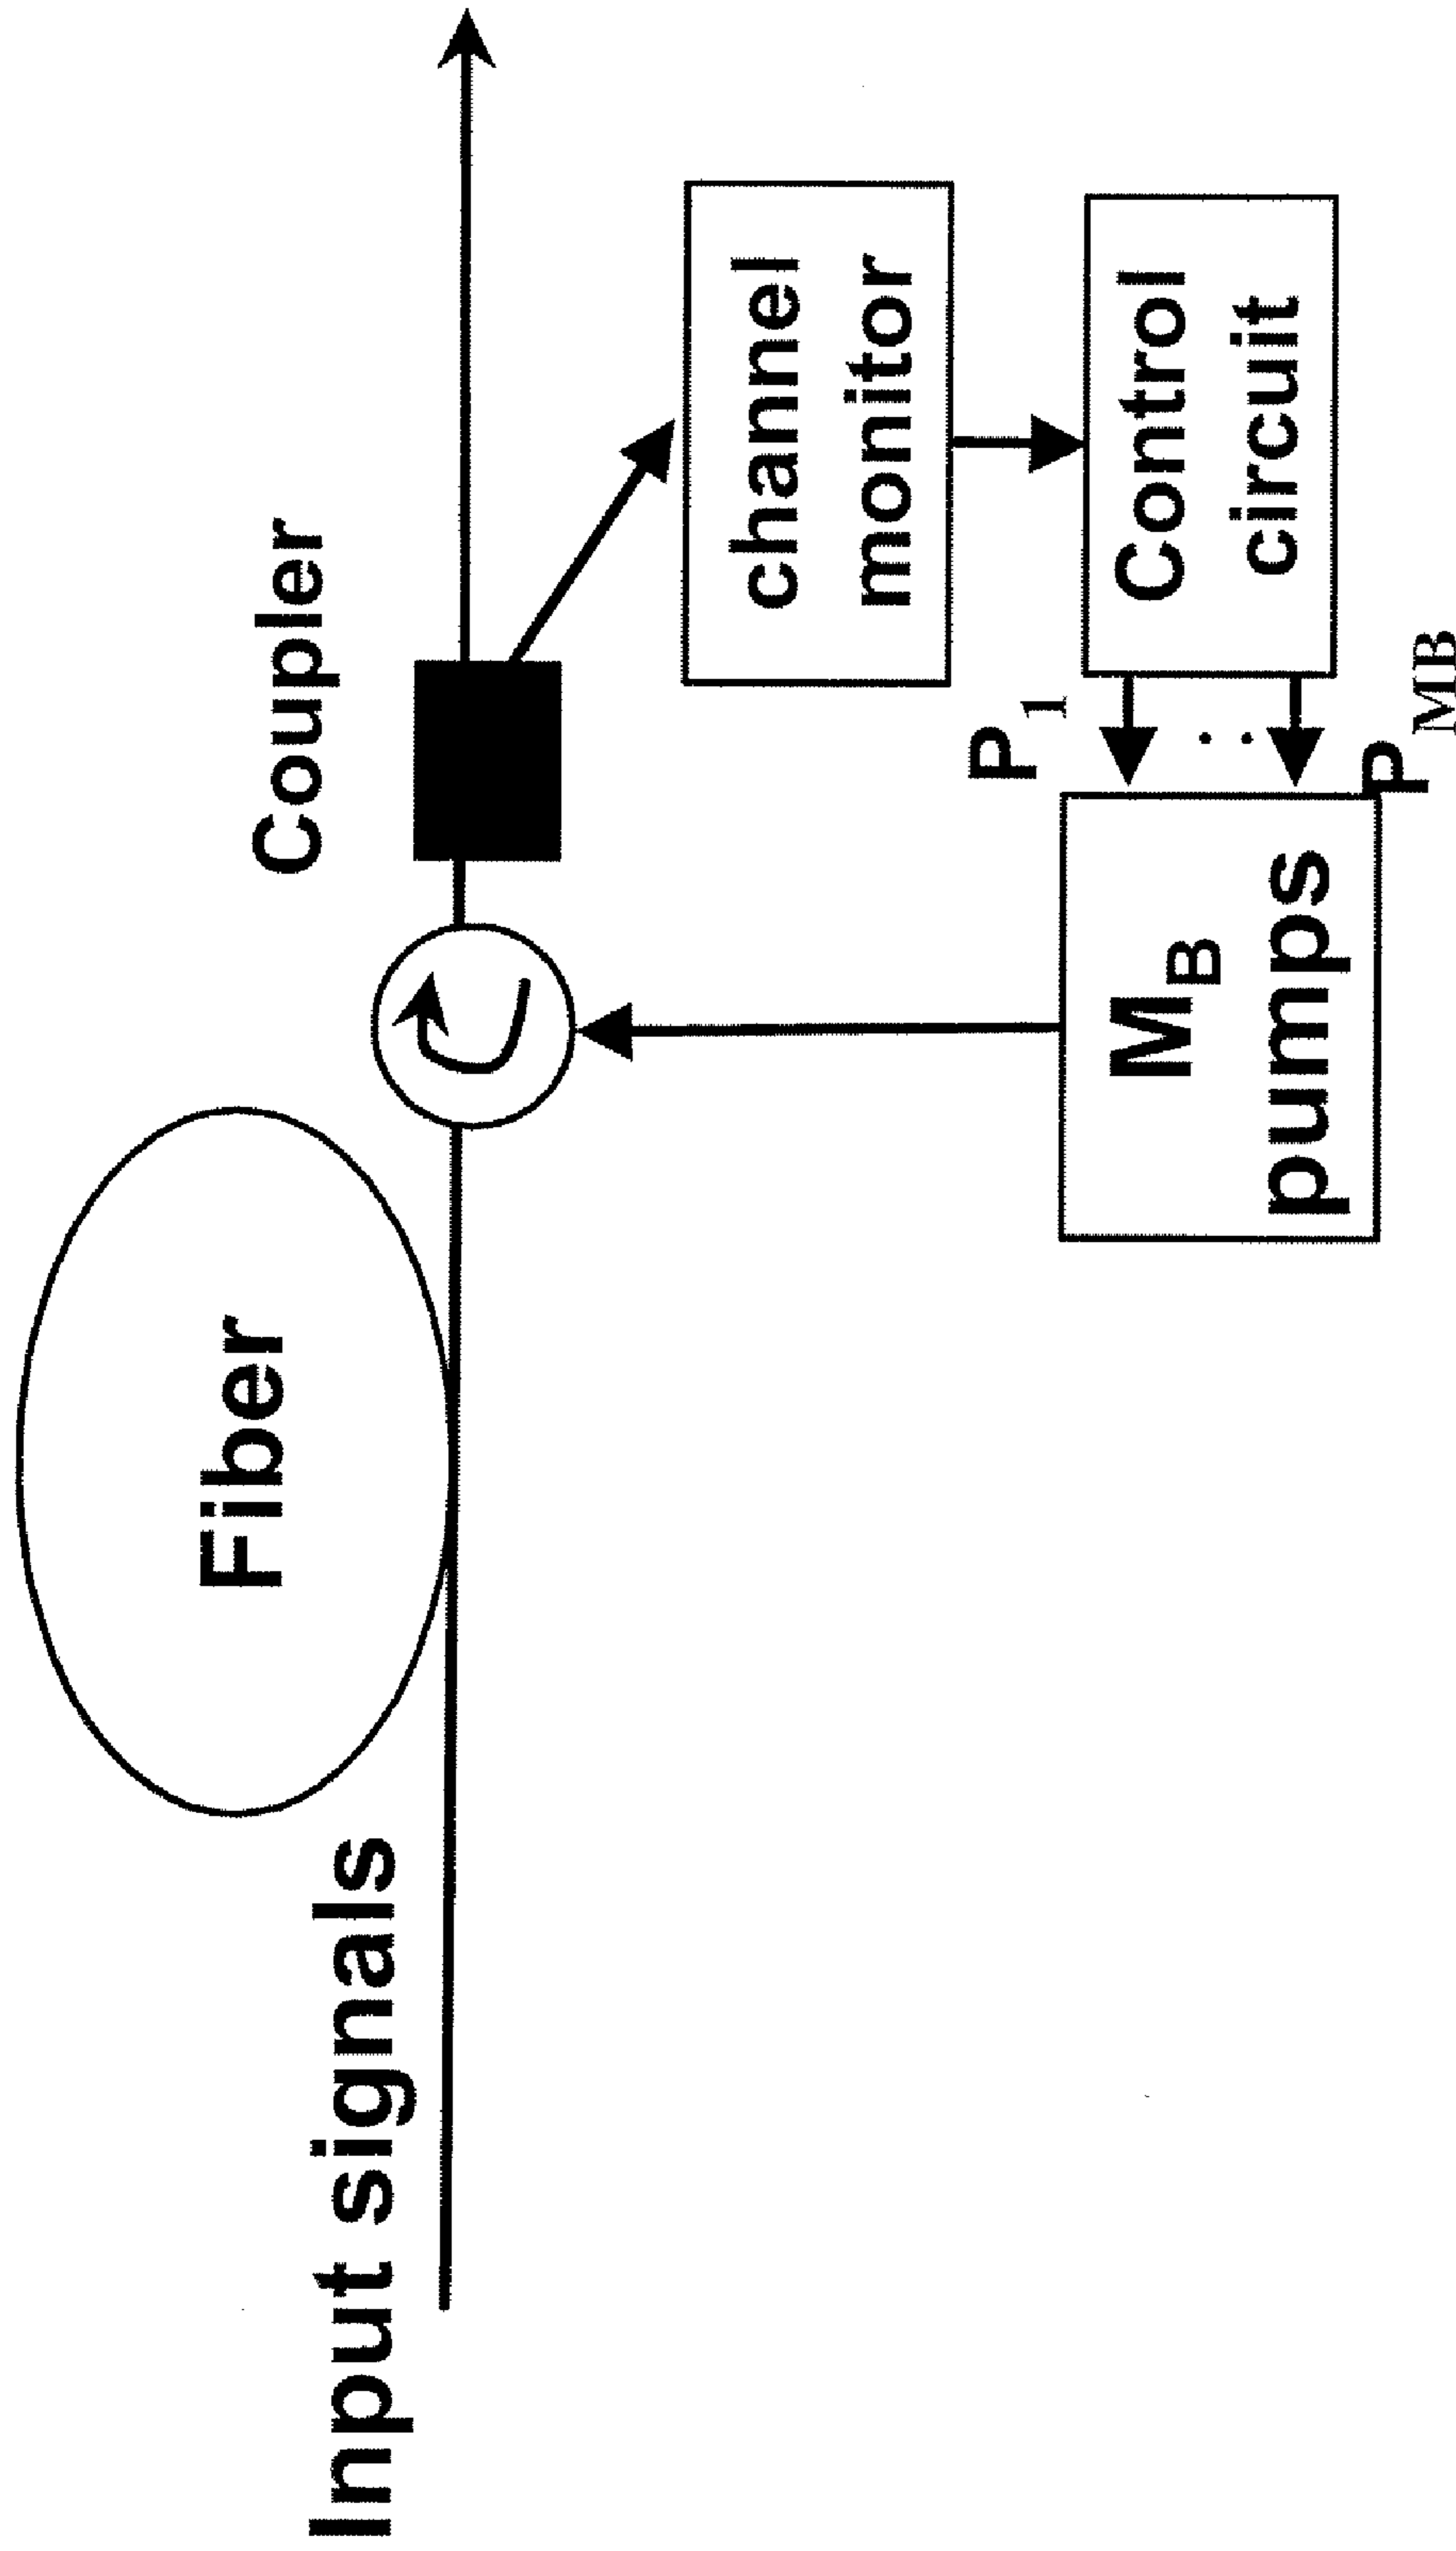 Input signals
Fiber
Coupler
channel
monitor
Control
circuit
P1
PMB
MB
pumps